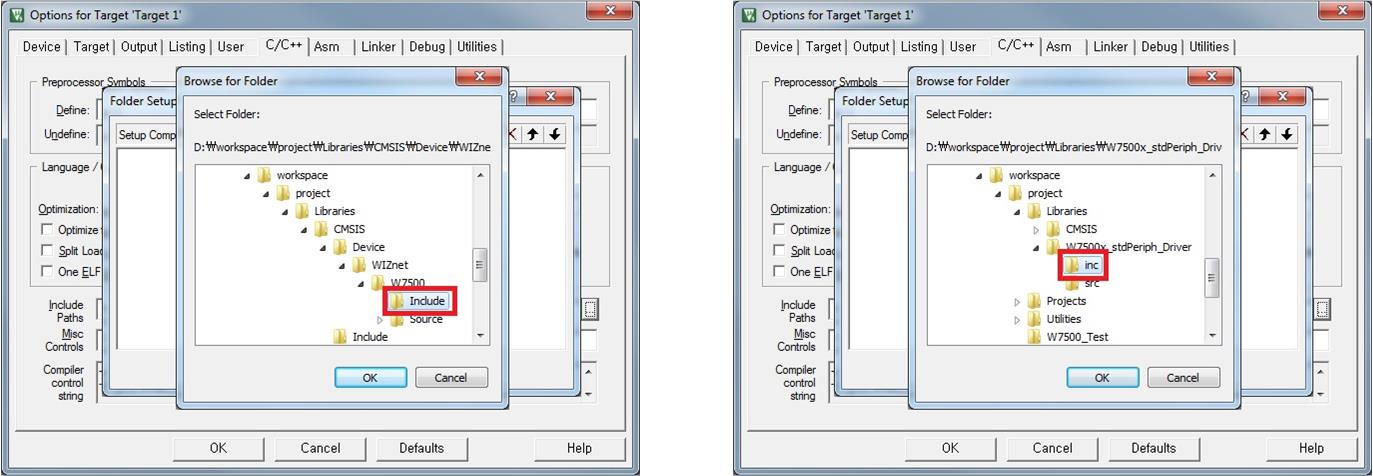 Options for Target 'Target 1'
Device | Target | Output | Listing | User | C/C++ | Asm | Linker | Debug | Utilities
Preprocessor Symbols
Define:
Undefine:
Language /
Optimization:
Optimize
Split Load
One ELF
Include Paths
Misc Controls
Compiler control string
Folder Setup
?
Setup Comp
Browse for Folder
Select Folder:
D:₩workspace₩project₩Libraries₩CMSIS₩Device₩WIZne
workspace
project
Libraries
CMSIS
Device
WIZnet
W7500
Include
Source
Include
OK Cancel
OK Cancel Defaults Help
Options for Target 'Target 1'
Device | Target | Output | Listing | User | C/C++ | Asm | Linker | Debug | Utilities
Preprocessor Symbols
Define:
Undefine:
Language /
Optimization:
Optimize
Split Load
One ELF
Include Paths
Misc Controls
Compiler control string
Folder Setup
?
Setup Comp
Browse for Folder
Select Folder:
D:₩workspace₩project₩Libraries₩W7500x_stdPeriph_Driv
workspace
project
Libraries
CMSIS
W7500x_stdPeriph_Driver
inc
src
Projects
Utilities
W7500_Test
OK Cancel
OK Cancel Defaults Help